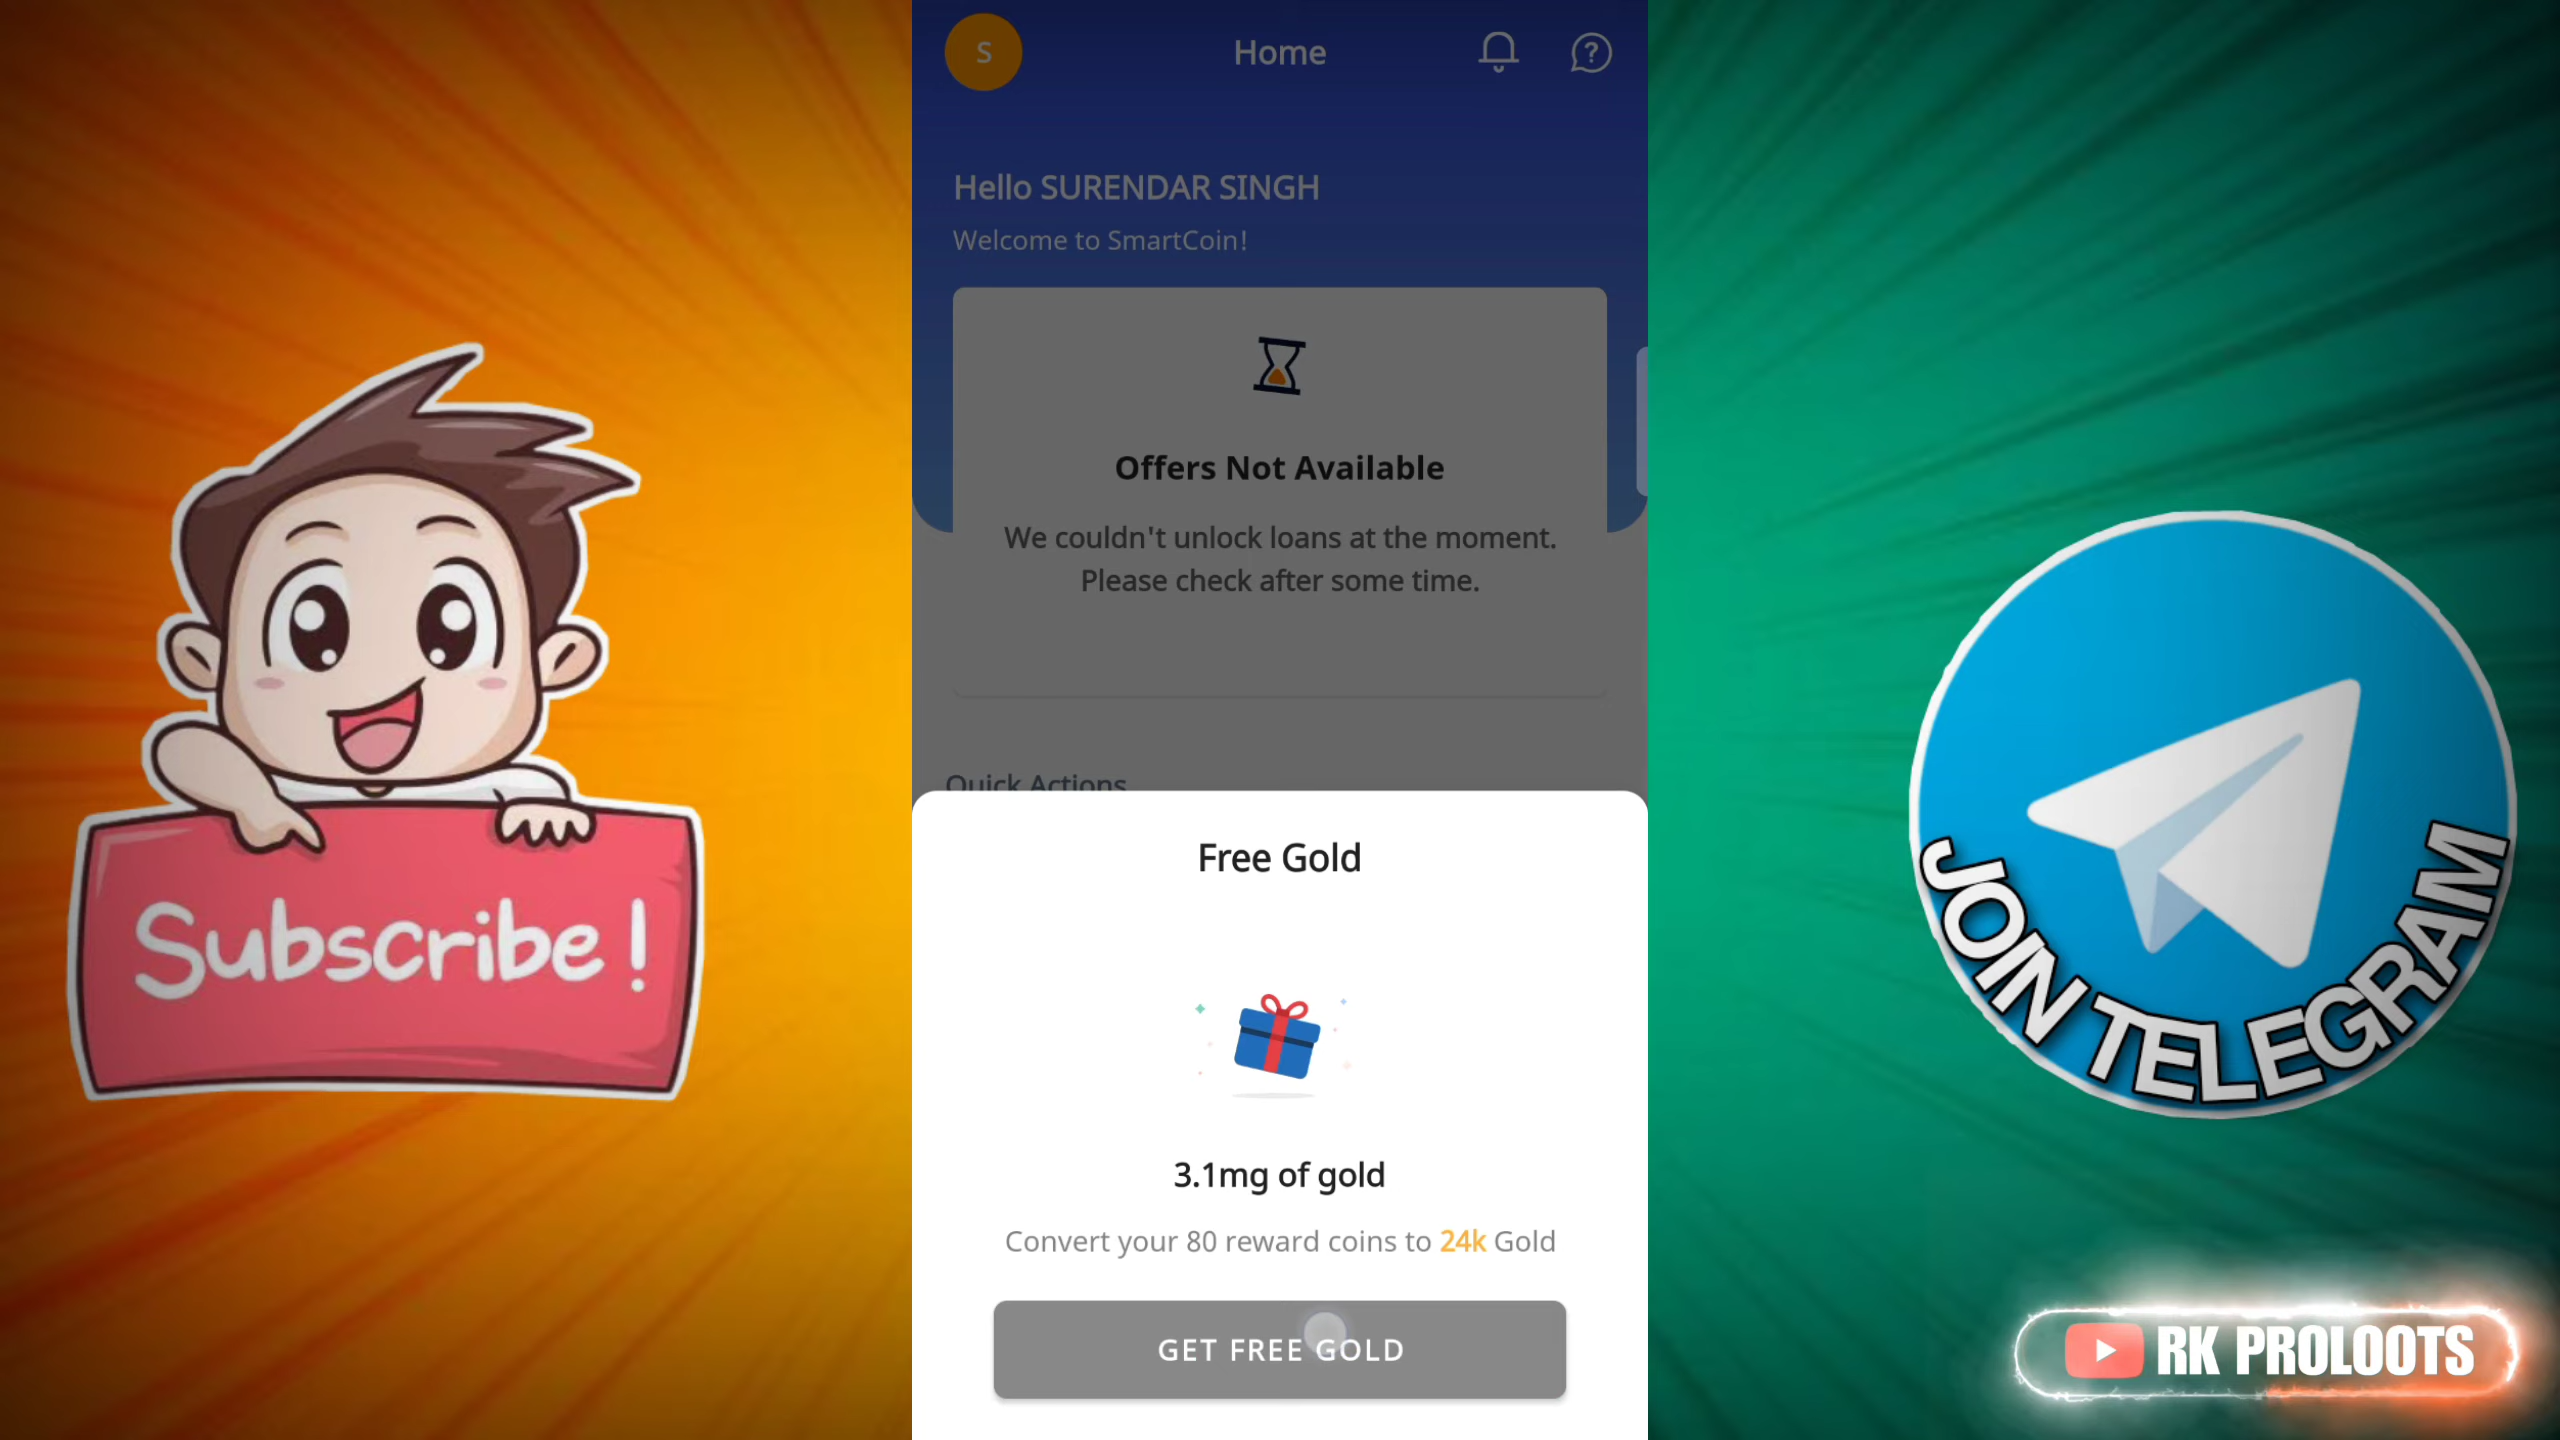 S
Home
Hello SURENDAR SINGH
Welcome to SmartCoin!
Offers Not Available
We couldn't unlock loans at the moment.
Please check after some time.
Quick Actions
Free Gold
3.1mg of gold
Convert your 80 reward coins to 24k Gold
GET FREE GOLD
Subscribe!
JOIN TELEGRAM
RK PROLOOTS